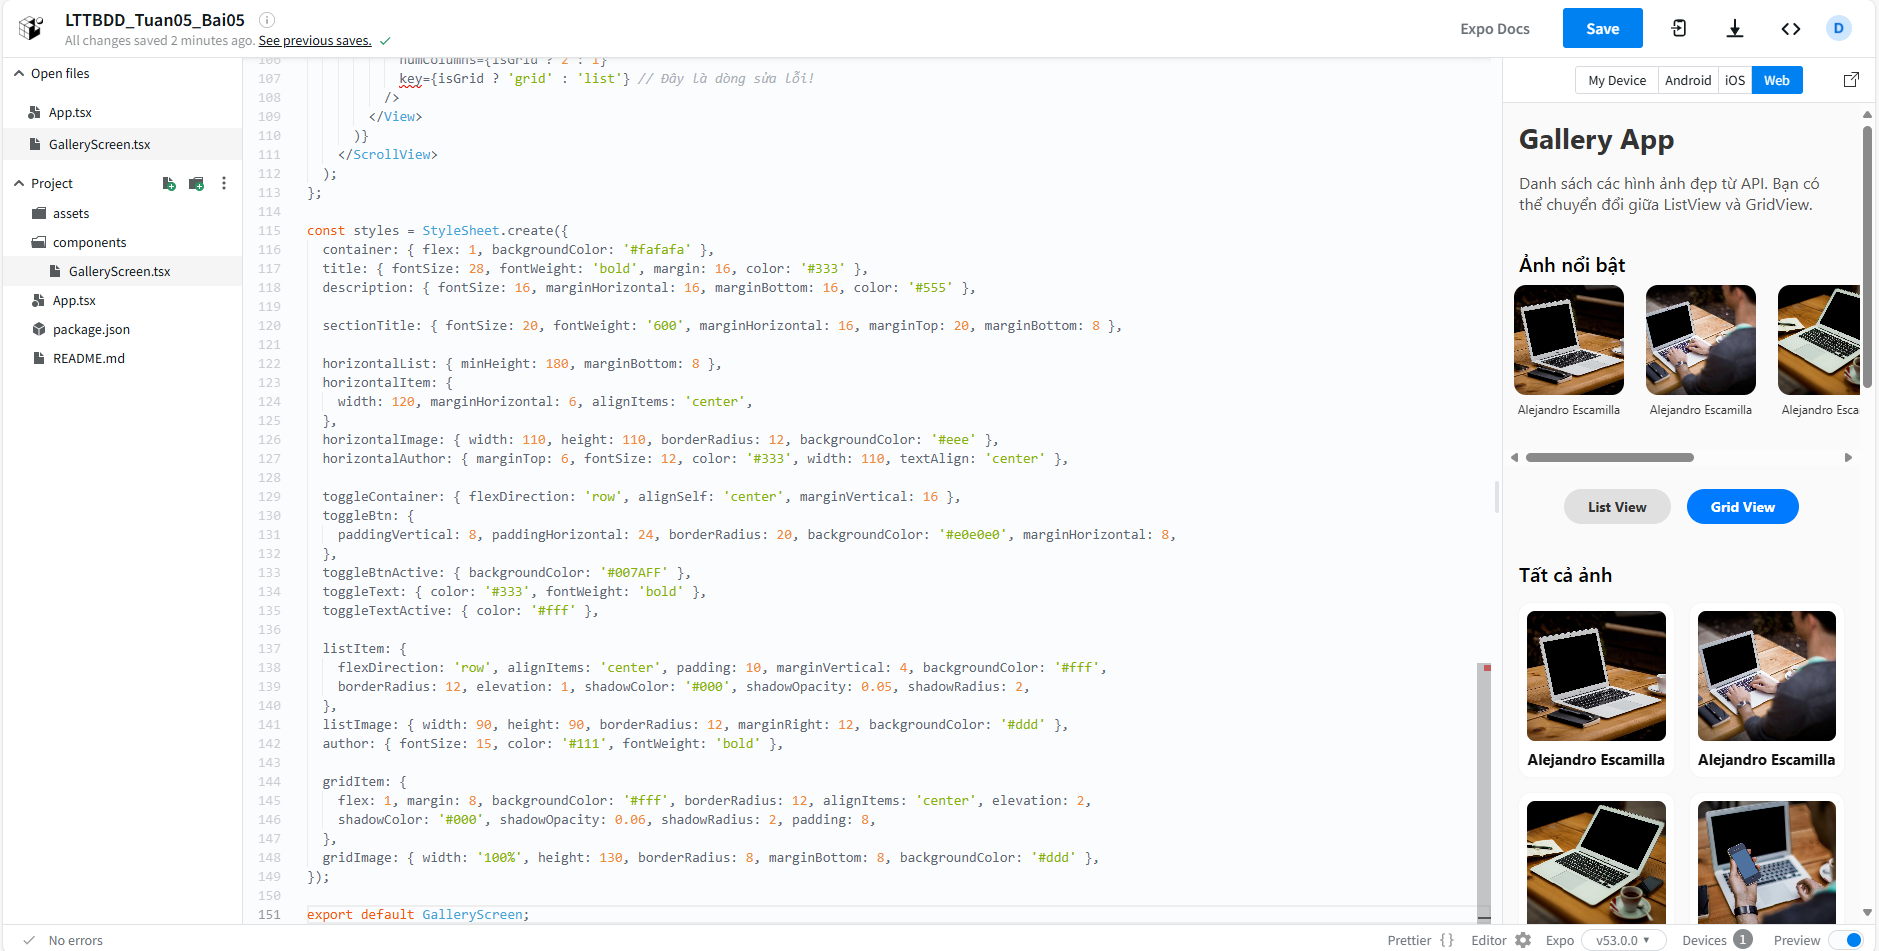 LTTBDD_Tuan05_Bai05
All changes saved 2 minutes ago. See previous saves.
Expo Docs
Save
D
Open files
App.tsx
GalleryScreen.tsx
Project
assets
components
GalleryScreen.tsx
App.tsx
package.json
README.md
106 numColumns={isGrid ? 2 : 1}
107 key={isGrid ? 'grid' : 'list'} // Đây là dòng sửa lỗi!
108 />
109 </View>
110 )}
111 </ScrollView>
112 );
113 };
114
115 const styles = StyleSheet.create({
116 container: { flex: 1, backgroundColor: '#fafafa' },
117 title: { fontSize: 28, fontWeight: 'bold', margin: 16, color: '#333' },
118 description: { fontSize: 16, marginHorizontal: 16, marginBottom: 16, color: '#555' },
119
120 sectionTitle: { fontSize: 20, fontWeight: '600', marginHorizontal: 16, marginTop: 20, marginBottom: 8 },
121
122 horizontalList: { minHeight: 180, marginBottom: 8 },
123 horizontalItem: {
124 width: 120, marginHorizontal: 6, alignItems: 'center',
125 },
126 horizontalImage: { width: 110, height: 110, borderRadius: 12, backgroundColor: '#eee' },
127 horizontalAuthor: { marginTop: 6, fontSize: 12, color: '#333', width: 110, textAlign: 'center' },
128
129 toggleContainer: { flexDirection: 'row', alignSelf: 'center', marginVertical: 16 },
130 toggleBtn: {
131 paddingVertical: 8, paddingHorizontal: 24, borderRadius: 20, backgroundColor: '#e0e0e0', marginHorizontal: 8,
132 },
133 toggleBtnActive: { backgroundColor: '#007AFF' },
134 toggleText: { color: '#333', fontWeight: 'bold' },
135 toggleTextActive: { color: '#fff' },
136
137 listItem: {
138 flexDirection: 'row', alignItems: 'center', padding: 10, marginVertical: 4, backgroundColor: '#fff',
139 borderRadius: 12, elevation: 1, shadowColor: '#000', shadowOpacity: 0.05, shadowRadius: 2,
140 },
141 listImage: { width: 90, height: 90, borderRadius: 12, marginRight: 12, backgroundColor: '#ddd' },
142 author: { fontSize: 15, color: '#111', fontWeight: 'bold' },
143
144 gridItem: {
145 flex: 1, margin: 8, backgroundColor: '#fff', borderRadius: 12, alignItems: 'center', elevation: 2,
146 shadowColor: '#000', shadowOpacity: 0.06, shadowRadius: 2, padding: 8,
147 },
148 gridImage: { width: '100%', height: 130, borderRadius: 8, marginBottom: 8, backgroundColor: '#ddd' },
149 });
150
151 export default GalleryScreen;
My Device Android iOS Web
Gallery App
Danh sách các hình ảnh đẹp từ API. Bạn có
thể chuyển đổi giữa ListView và GridView.
Ảnh nổi bật
Alejandro Escamilla Alejandro Escamilla Alejandro Esca
List View Grid View
Tất cả ảnh
Alejandro Escamilla Alejandro Escamilla
No errors
Prettier { } Editor Expo v53.0.0 Devices 1 Preview